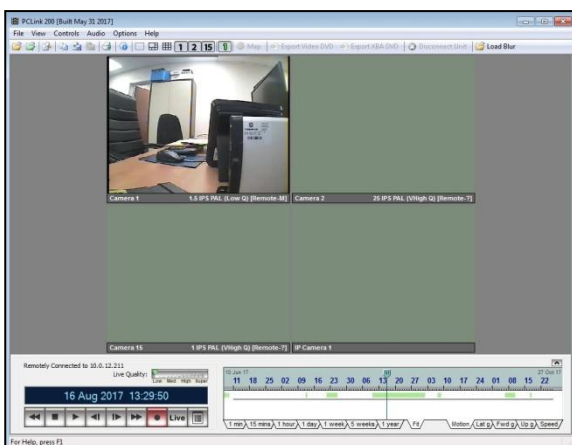 PCLink 200 [Built May 31 2017]
File View Controls Audio Options Help
1 2 15 Map Export Video DVD Export KBA DVD Disconnect Unit Load Blur
Camera 1 1.5 IPS PAL (Low Q) [Remote-M] Camera 2 25 IPS PAL (VHigh Q) [Remote-?]
Camera 15 1 IPS PAL (VHigh Q) [Remote-?] IP Camera 1
Remotely Connected to 10.0.12.211
Live Quality:
Low Med High Super
16 Aug 2017 13:29:50
Live
10 Jun 17 27 Oct 17
11 18 25 02 09 16 23 30 06 13 20 27 03 10 17 24 01 08 15 22
1 min 15 mins 1 hour 1 day 1 week 5 weeks 1 year Fit Motion Lat g Fwd g Up g Speed
For Help, press F1